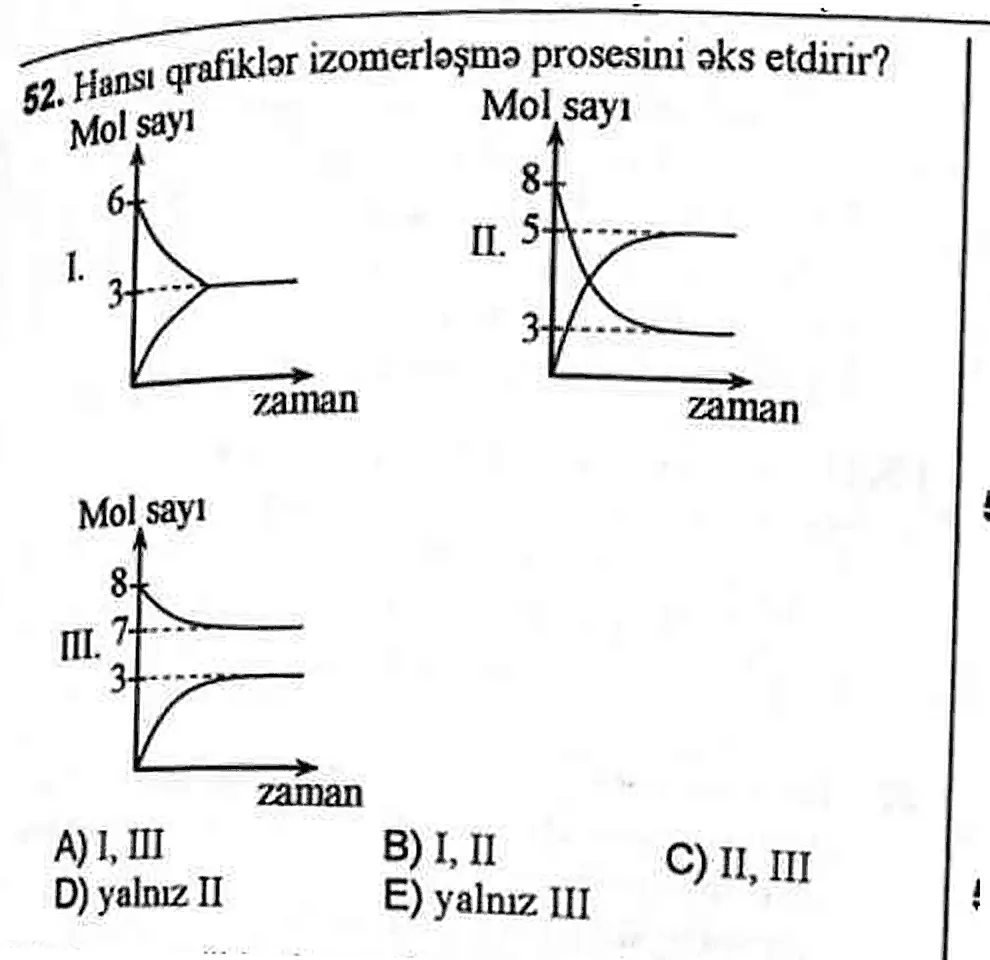 52. Hansı qrafiklər izomerləşmə prosesini əks etdirir?
Mol sayı
6
I.
3
zaman
Mol sayı
8
II. 5
3
zaman
Mol sayı
8
III. 7
3
zaman
A) I, III B) I, II C) II, III
D) yalnız II E) yalnız III